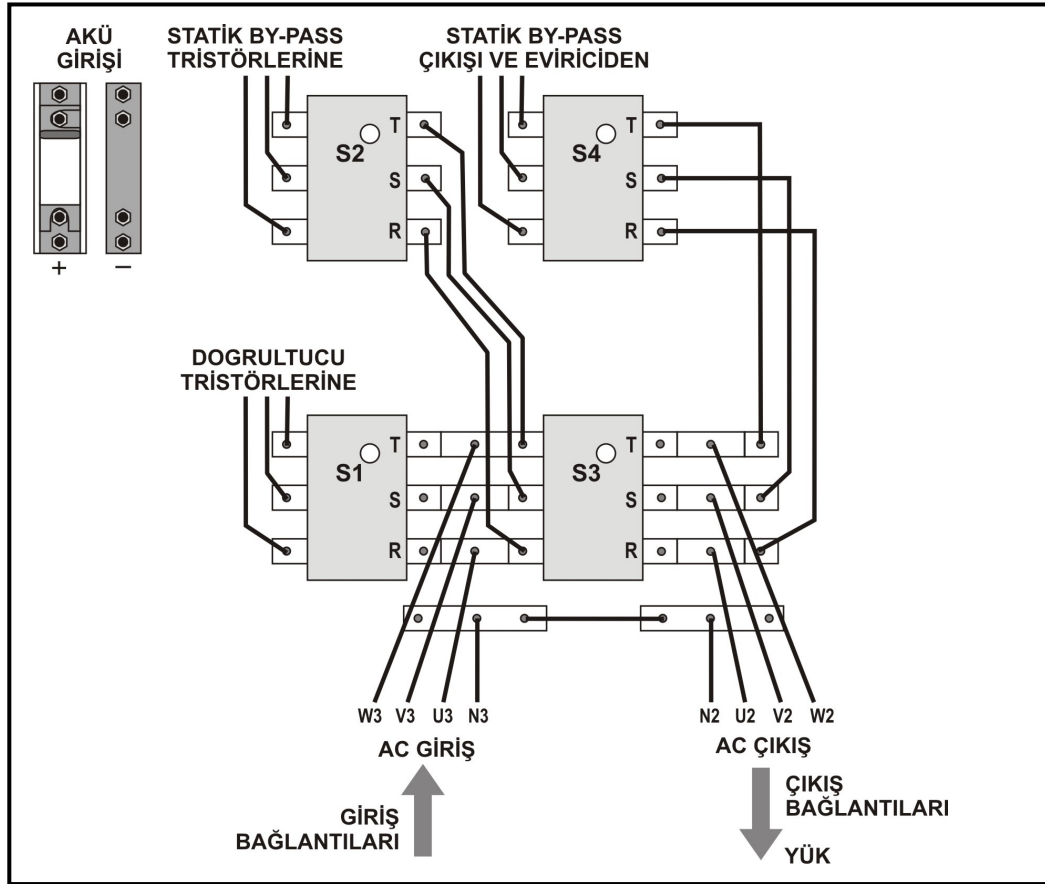 AKÜ
GİRİŞİ
+
–
STATİK BY-PASS
TRİSTÖRLERİNE
STATİK BY-PASS
ÇIKIŞI VE EVİRİCİDEN
S2
T
S
R
S4
T
S
R
DOGRULTUCU
TRİSTÖRLERİNE
S1
T
S
R
S3
T
S
R
W3 V3 U3 N3
N2 U2 V2 W2
AC GİRİŞ
AC ÇIKIŞ
GİRİŞ
BAĞLANTILARI
ÇIKIŞ
BAĞLANTILARI
YÜK